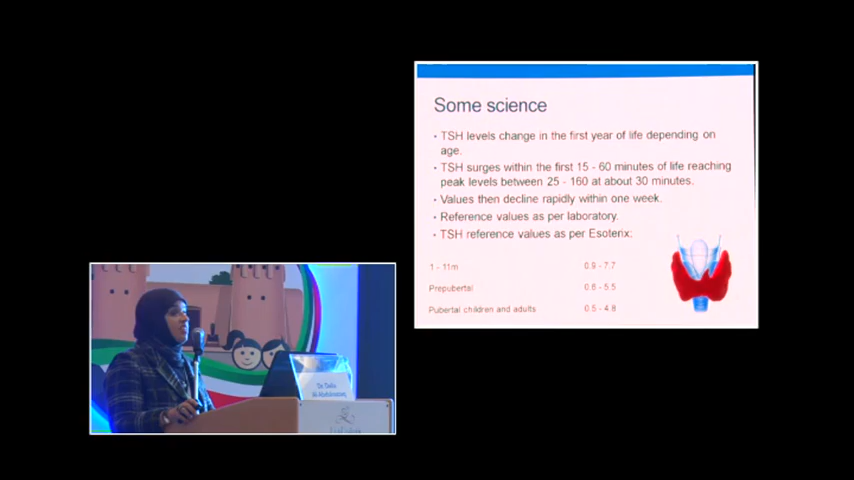 Some science
• TSH levels change in the first year of life depending on
age.
• TSH surges within the first 15 - 60 minutes of life reaching
peak levels between 25 - 160 at about 30 minutes.
• Values then decline rapidly within one week.
• Reference values as per laboratory.
• TSH reference values as per Esoterix:
1 - 11m 0.9 - 7.7
Prepubertal 0.6 - 5.5
Pubertal children and adults 0.5 - 4.8
Dr. Dalia